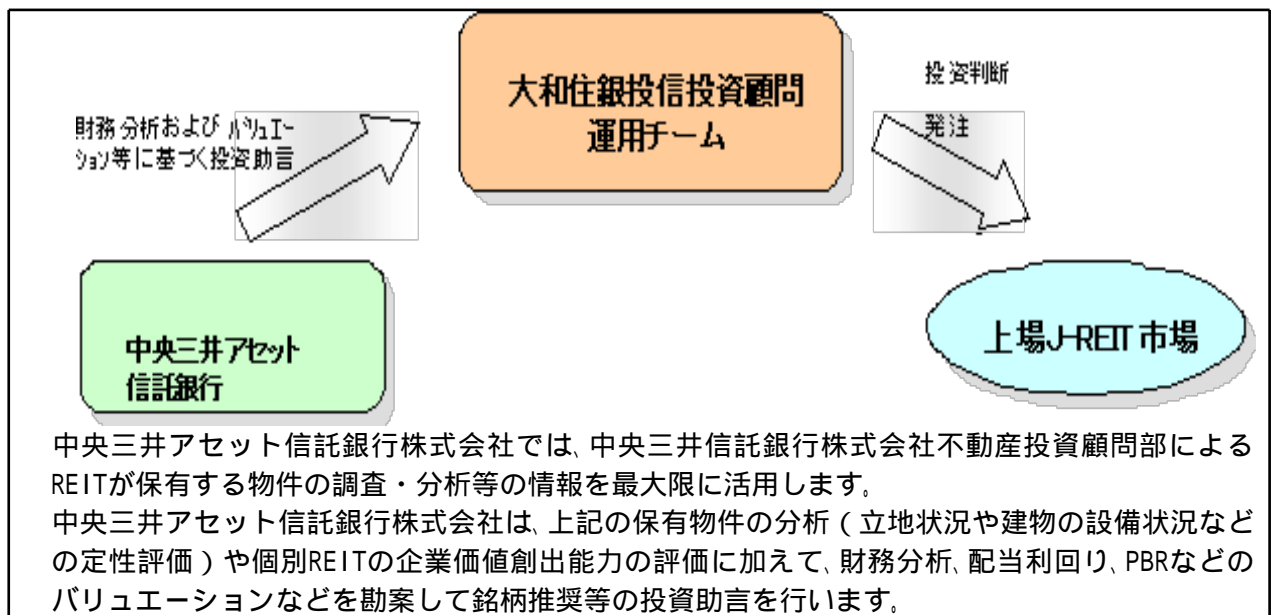 大和住銀投信投資顧問
運用チーム
投資判断
発注
財務分析および バリュエー
ション等に基づく投資助言
中央三井アセット
信託銀行
上場J-REIT市場
中央三井アセット信託銀行株式会社では、中央三井信託銀行株式会社不動産投資顧問部による
REITが保有する物件の調査・分析等の情報を最大限に活用します。
中央三井アセット信託銀行株式会社は、上記の保有物件の分析（立地状況や建物の設備状況など
の定性評価）や個別REITの企業価値創出能力の評価に加えて、財務分析、配当利回り、PBRなどの
バリュエーションなどを勘案して銘柄推奨等の投資助言を行います。